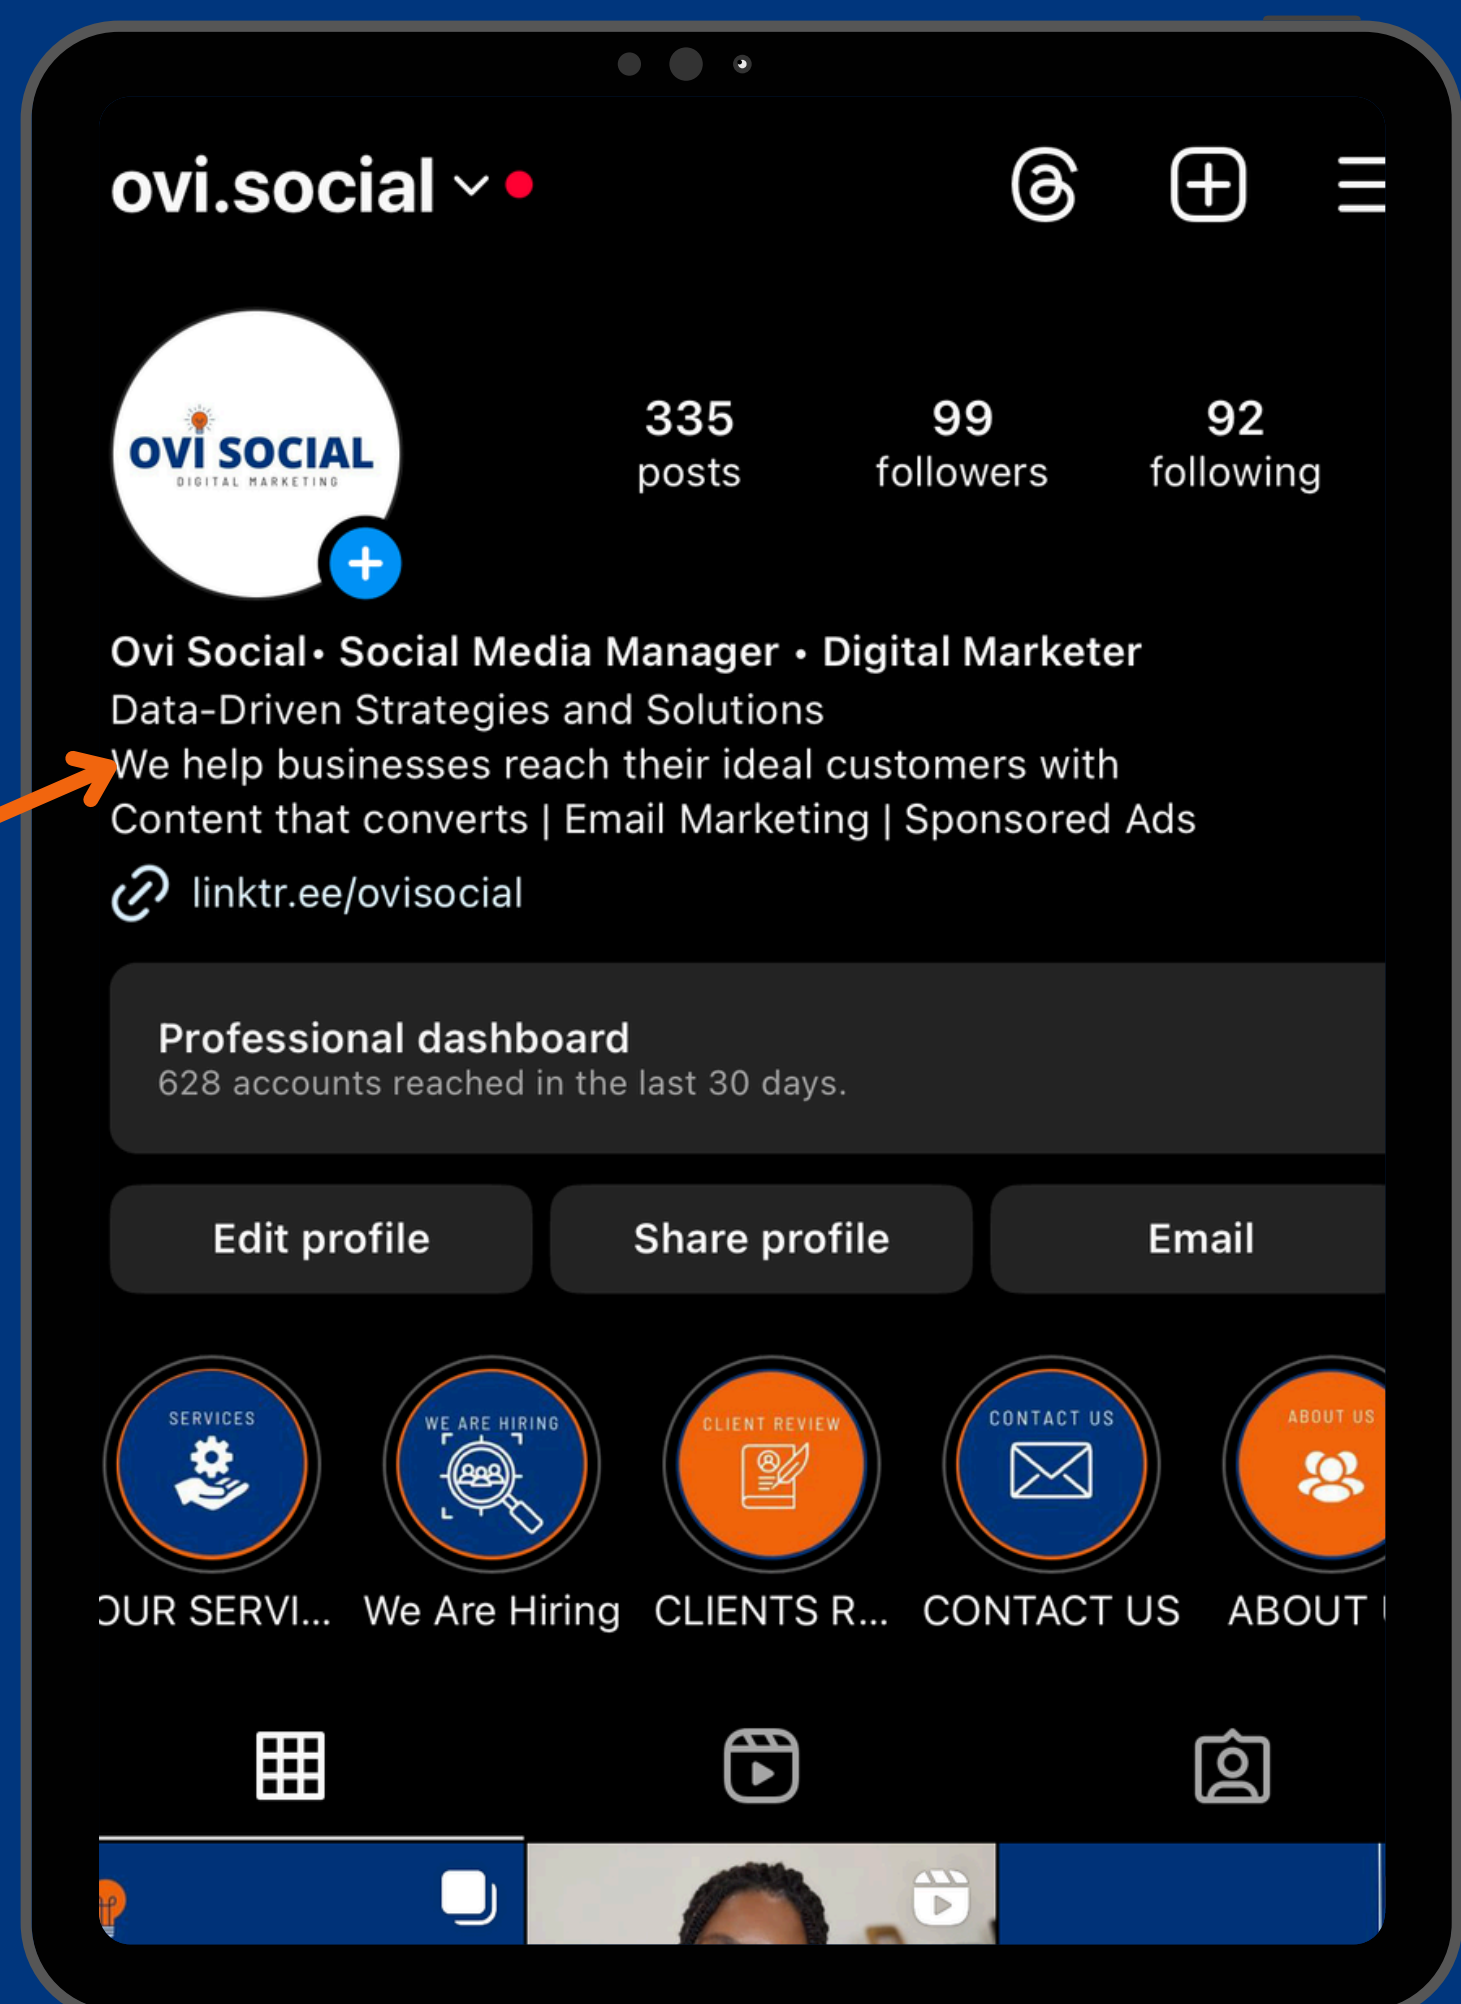 ovi.social
OVI SOCIAL
DIGITAL MARKETING
335
posts
99
followers
92
following
Ovi Social• Social Media Manager • Digital Marketer
Data-Driven Strategies and Solutions
We help businesses reach their ideal customers with
Content that converts | Email Marketing | Sponsored Ads
linktr.ee/ovisocial
Professional dashboard
628 accounts reached in the last 30 days.
Edit profile
Share profile
Email
SERVICES
WE ARE HIRING
CLIENT REVIEW
CONTACT US
ABOUT US
OUR SERVI...
We Are Hiring
CLIENTS R...
CONTACT US
ABOUT U